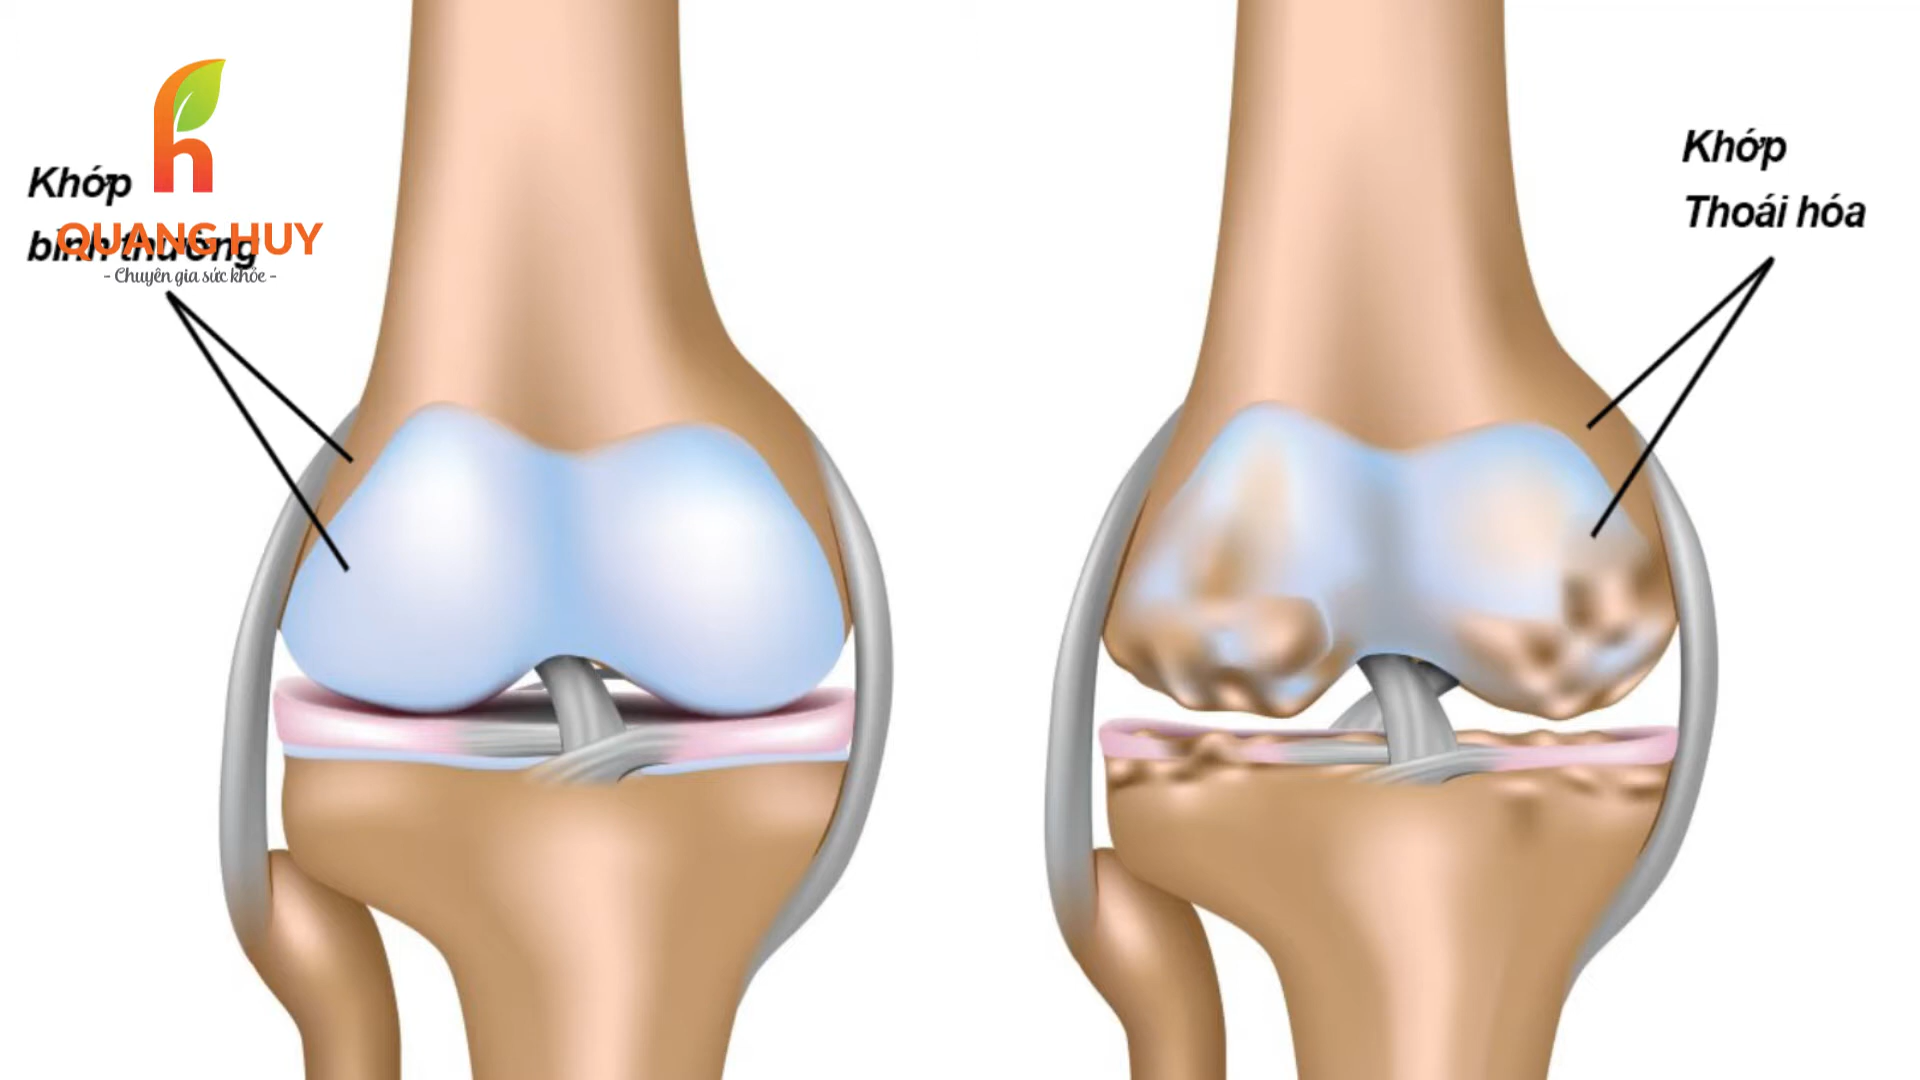 Khớp
bình thường
QUANG HUY
- Chuyên gia sức khỏe -
Khớp
Thoái hóa